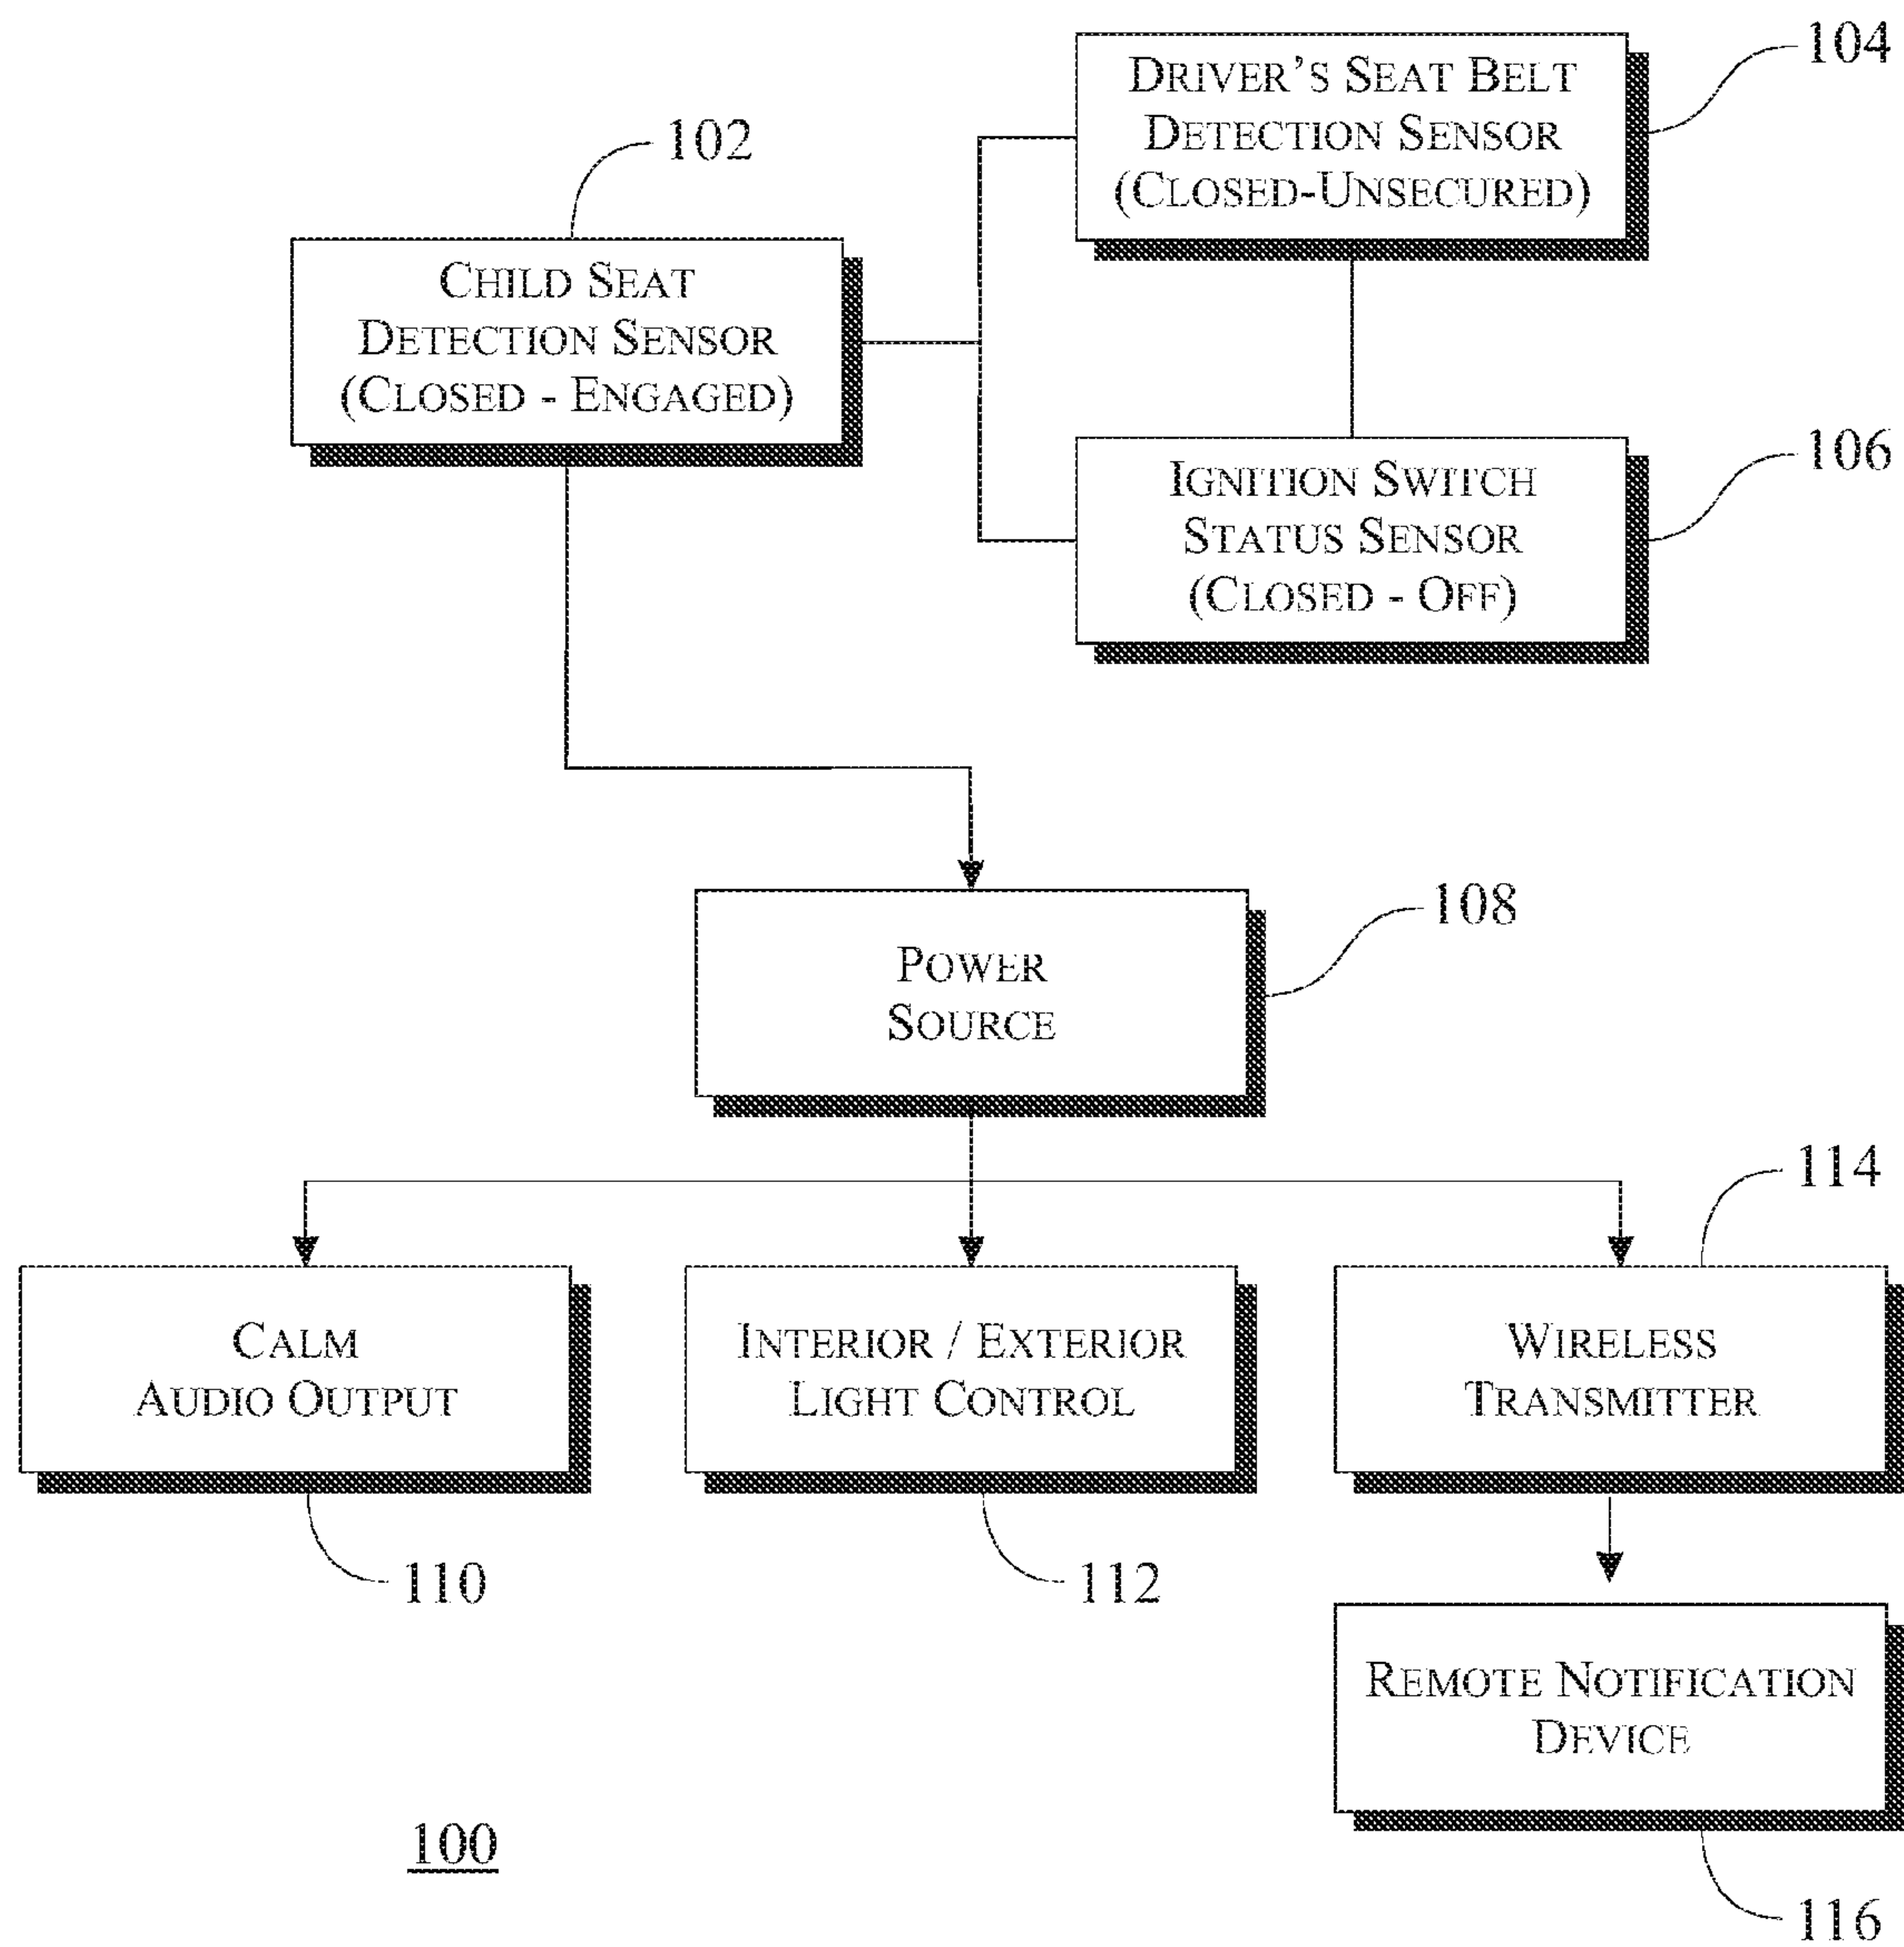 104
DRIVER'S SEAT BELT
DETECTION SENSOR
(CLOSED-UNSECURED)
102
CHILD SEAT
DETECTION SENSOR
(CLOSED - ENGAGED)
106
IGNITION SWITCH
STATUS SENSOR
(CLOSED - OFF)
108
POWER
SOURCE
114
CALM
AUDIO OUTPUT
INTERIOR / EXTERIOR
LIGHT CONTROL
WIRELESS
TRANSMITTER
110
112
REMOTE NOTIFICATION
DEVICE
100
116